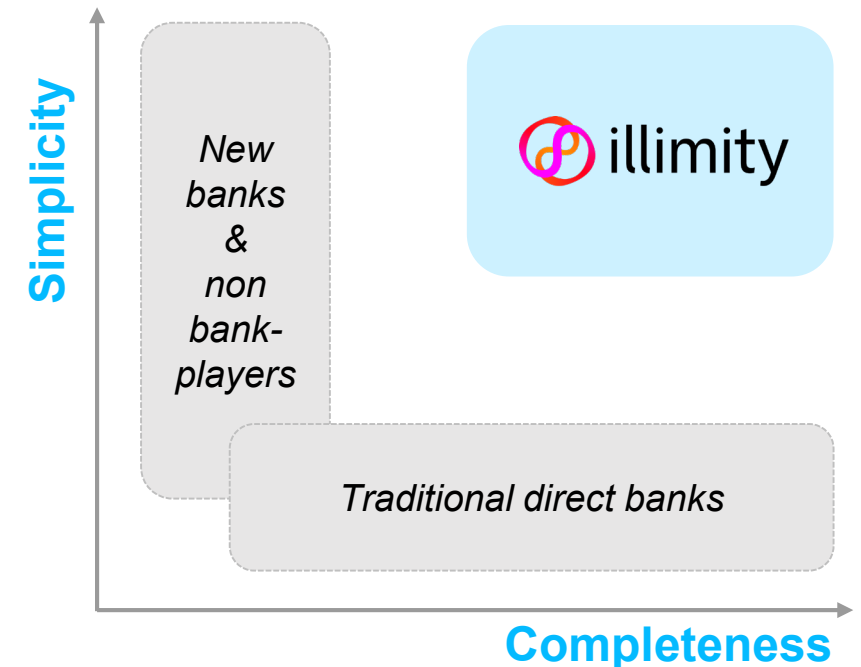 Simplicity
New
banks
&
non
bank-
players
illimity
Traditional direct banks
Completeness